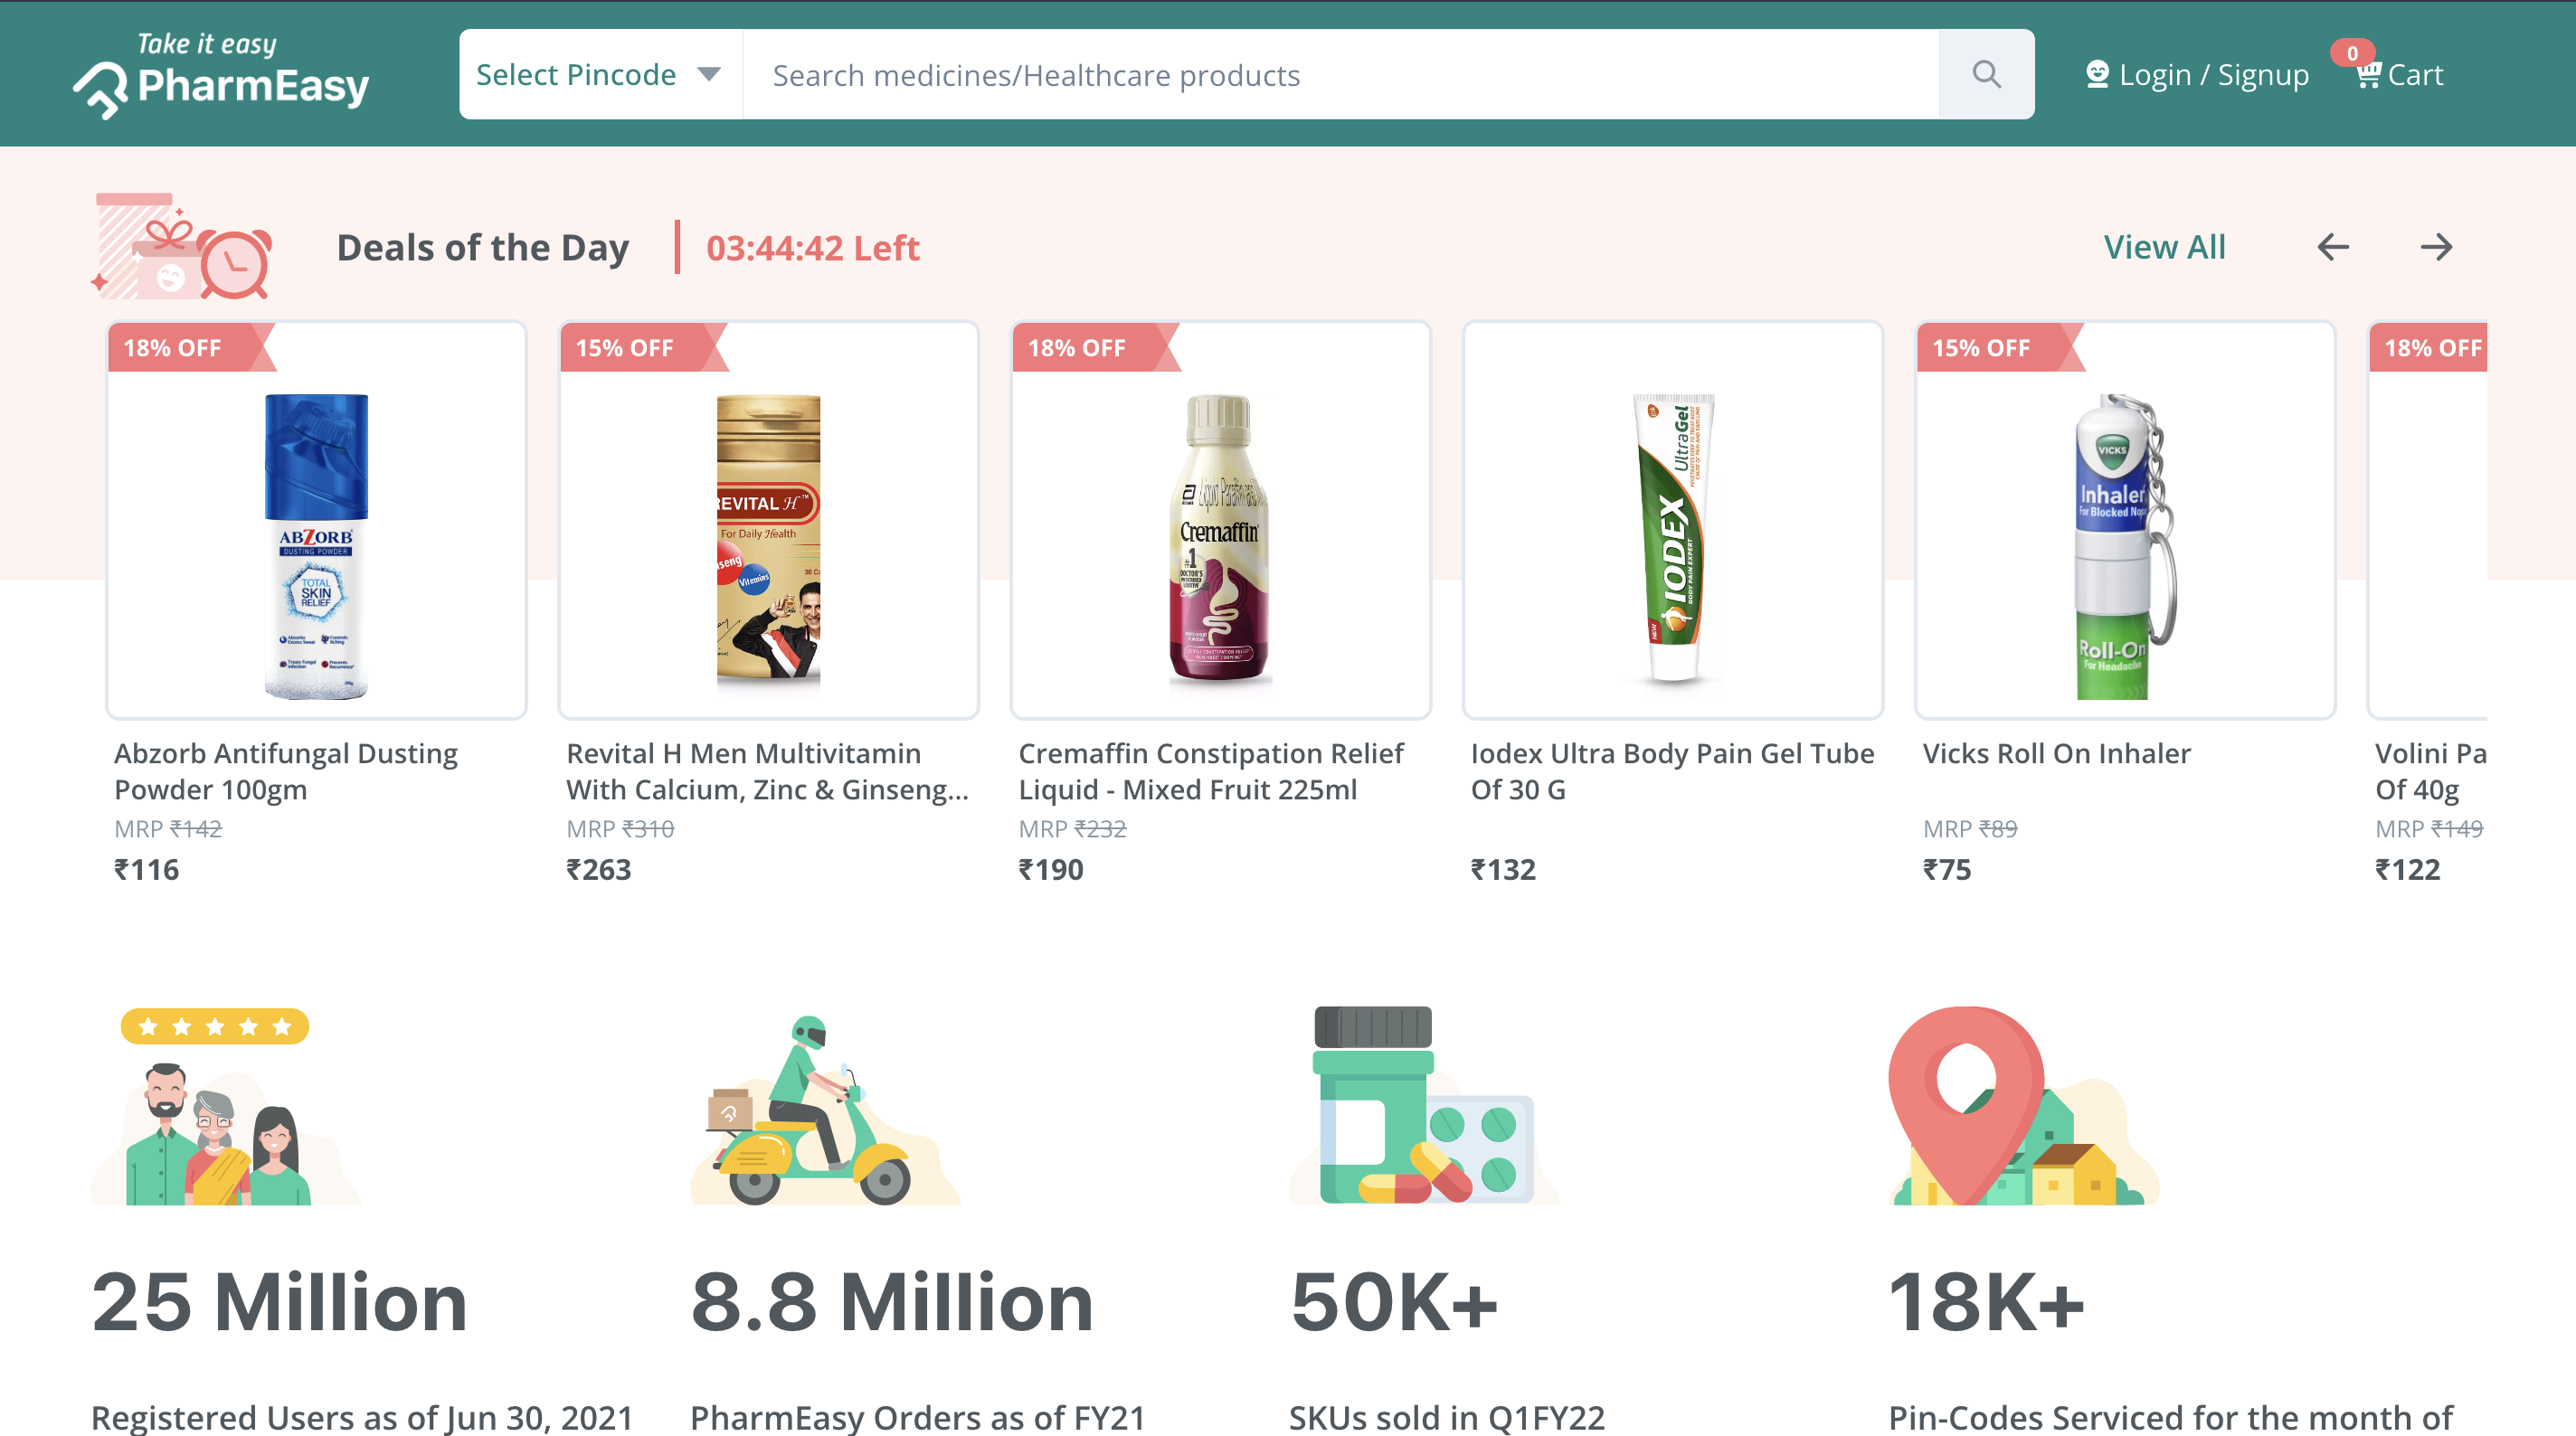 Take it easy
PharmEasy
Select Pincode
Search medicines/Healthcare products
Login / Signup
0
Cart
Deals of the Day
03:44:42 Left
View All
18% OFF
15% OFF
18% OFF
15% OFF
18% OFF
ABZORB
DUSTING POWDER
TOTAL
SKIN
RELIEF
REVITAL H™
For Daily Health
Vitamins
Cremaffin
#1
UltraGel
IODEX
BODY PAIN EXPERT
NEW
VICKS
Inhaler
For Blocked Nose
Roll-On
For Headache
Abzorb Antifungal Dusting
Powder 100gm
MRP ₹142
₹116
Revital H Men Multivitamin
With Calcium, Zinc & Ginseng...
MRP ₹310
₹263
Cremaffin Constipation Relief
Liquid - Mixed Fruit 225ml
MRP ₹232
₹190
Iodex Ultra Body Pain Gel Tube
Of 30 G
₹132
Vicks Roll On Inhaler
MRP ₹89
₹75
Volini Pa
Of 40g
MRP ₹149
₹122
25 Million
Registered Users as of Jun 30, 2021
8.8 Million
PharmEasy Orders as of FY21
50K+
SKUs sold in Q1FY22
18K+
Pin-Codes Serviced for the month of